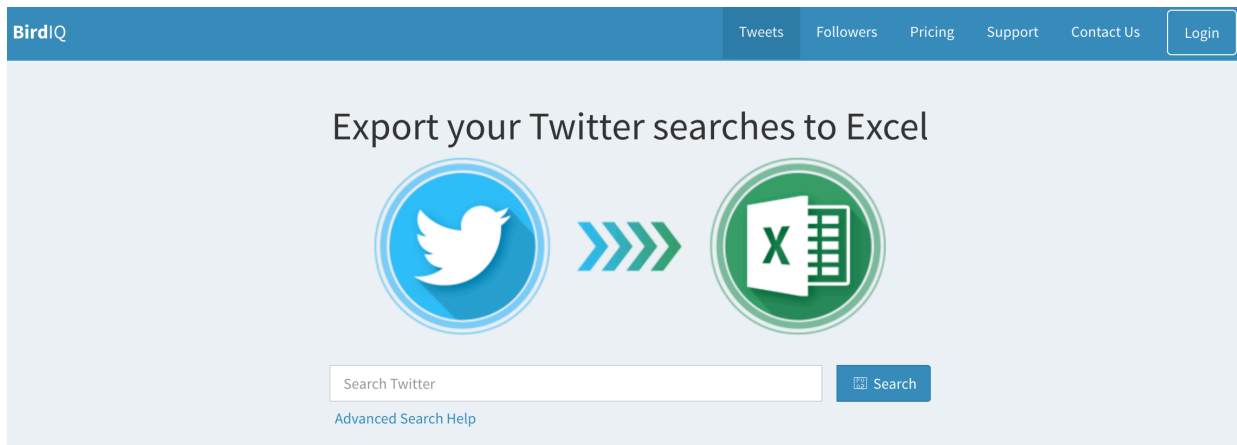 BirdIQ Tweets Followers Pricing Support Contact Us Login
Export your Twitter searches to Excel
X
Search Twitter Search
Advanced Search Help